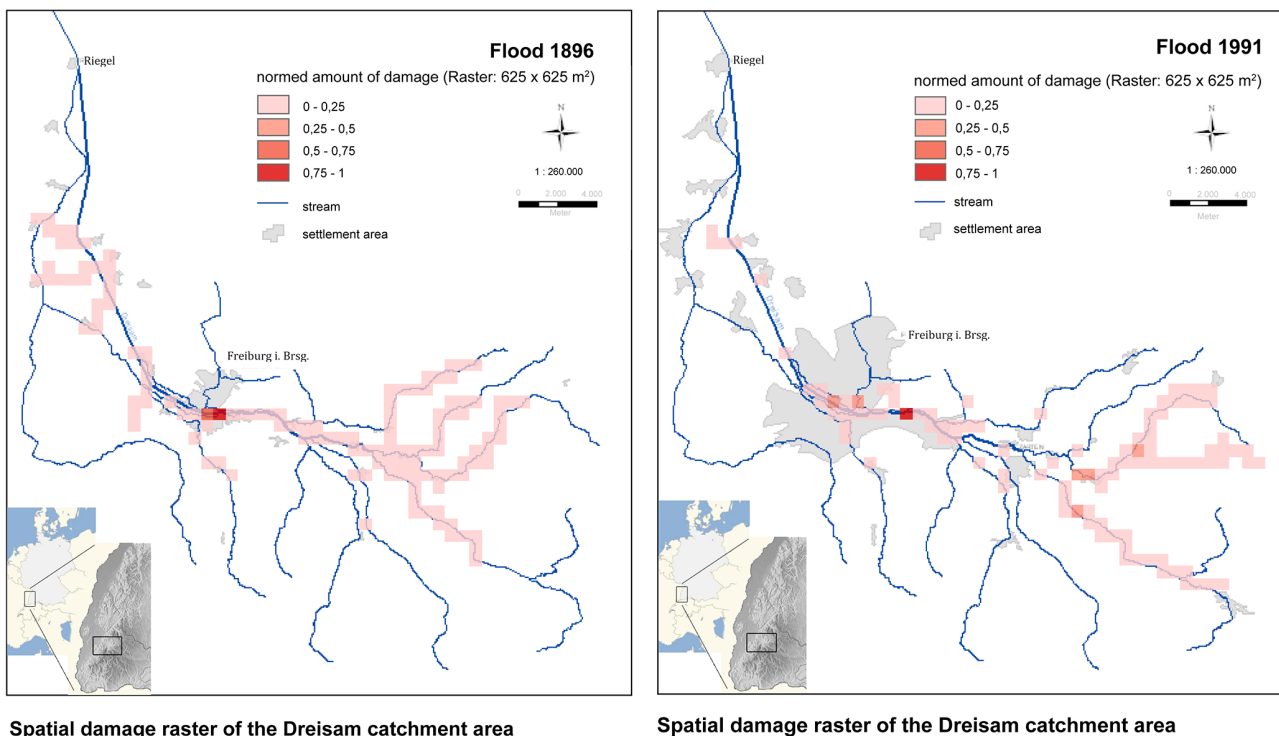 Flood 1896
Riegel
normed amount of damage (Raster: 625 x 625 m²)
0 - 0,25
0,25 - 0,5
0,5 - 0,75
0,75 - 1
N
1 : 260.000
0 2.000 4.000
Meter
stream
settlement area
Dreisam
Freiburg i. Brsg.
Spatial damage raster of the Dreisam catchment area
Flood 1991
Riegel
normed amount of damage (Raster: 625 x 625 m²)
0 - 0,25
0,25 - 0,5
0,5 - 0,75
0,75 - 1
N
1 : 260.000
0 2.000 4.000
Meter
stream
settlement area
Dreisam
Freiburg i. Brsg.
Spatial damage raster of the Dreisam catchment area